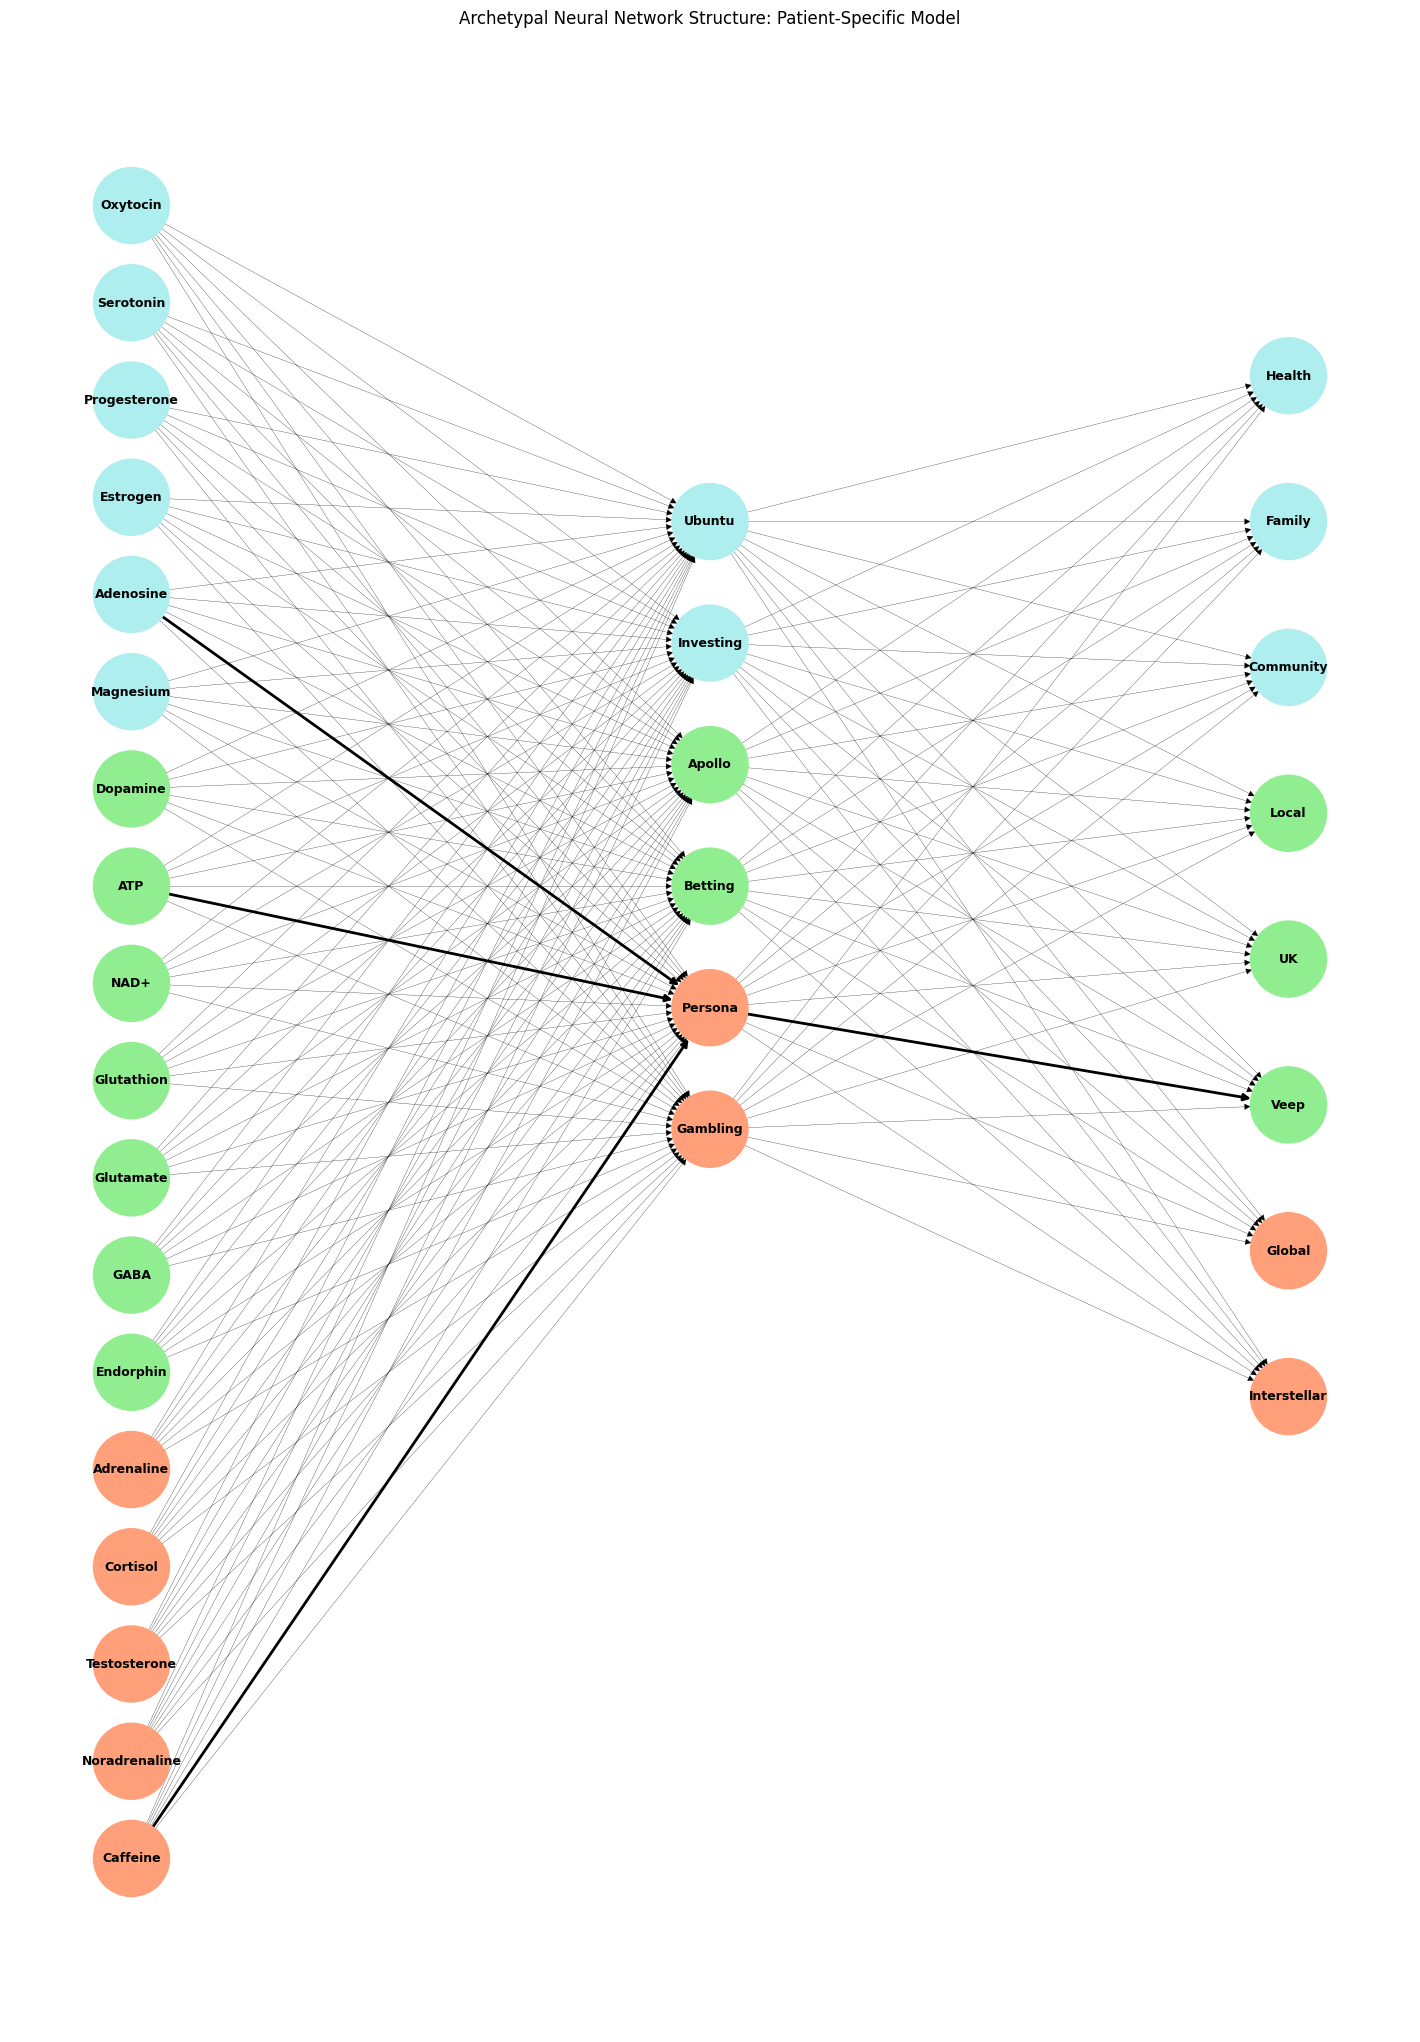 Archetypal Neural Network Structure: Patient-Specific Model
Oxytocin
Serotonin
Progesterone
Estrogen
Adenosine
Magnesium
Dopamine
ATP
NAD+
Glutathion
Glutamate
GABA
Endorphin
Adrenaline
Cortisol
Testosterone
Noradrenaline
Caffeine
Ubuntu
Investing
Apollo
Betting
Persona
Gambling
Health
Family
Community
Local
UK
Veep
Global
Interstellar